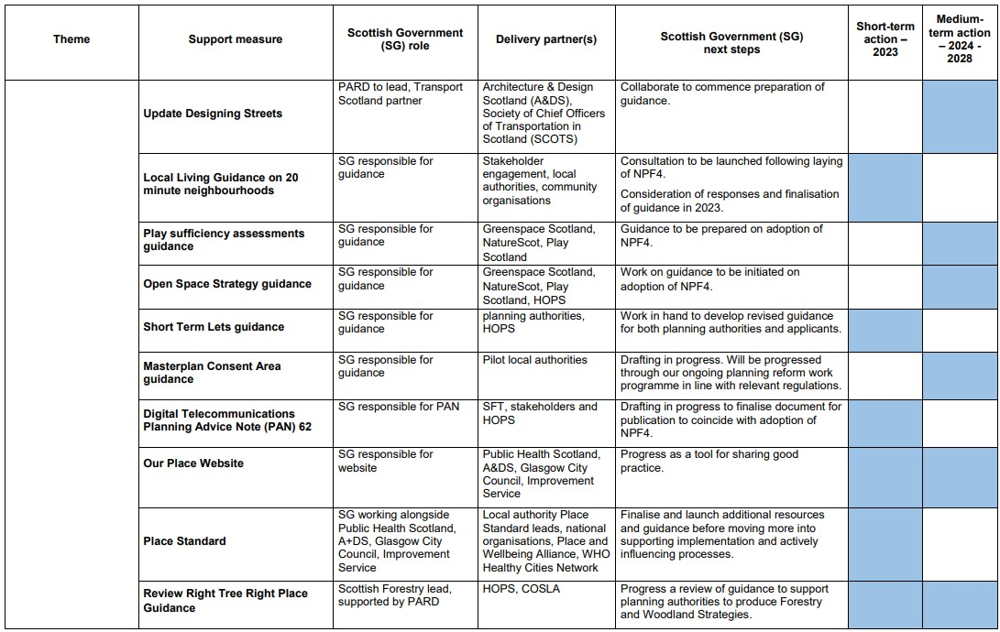 Theme
Support measure
Scottish Government
(SG) role
Delivery partner(s)
Scottish Government (SG)
next steps
Short-term
action –
2023
Medium-
term action
– 2024 -
2028
Update Designing Streets
PARD to lead, Transport
Scotland partner
Architecture & Design
Scotland (A&DS),
Society of Chief Officers
of Transportation in
Scotland (SCOTS)
Collaborate to commence preparation of
guidance.
Local Living Guidance on 20
minute neighbourhoods
SG responsible for
guidance
Stakeholder
engagement, local
authorities, community
organisations
Consultation to be launched following laying
of NPF4.
Consideration of responses and finalisation
of guidance in 2023.
Play sufficiency assessments
guidance
SG responsible for
guidance
Greenspace Scotland,
NatureScot, Play
Scotland
Guidance to be prepared on adoption of
NPF4.
Open Space Strategy guidance
SG responsible for
guidance
Greenspace Scotland,
NatureScot, Play
Scotland, HOPS
Work on guidance to be initiated on
adoption of NPF4.
Short Term Lets guidance
SG responsible for
guidance
planning authorities,
HOPS
Work in hand to develop revised guidance
for both planning authorities and applicants.
Masterplan Consent Area
guidance
SG responsible for
guidance
Pilot local authorities
Drafting in progress. Will be progressed
through our ongoing planning reform work
programme in line with relevant regulations.
Digital Telecommunications
Planning Advice Note (PAN) 62
SG responsible for PAN
SFT, stakeholders and
HOPS
Drafting in progress to finalise document for
publication to coincide with adoption of
NPF4.
Our Place Website
SG responsible for
website
Public Health Scotland,
A&DS, Glasgow City
Council, Improvement
Service
Progress as a tool for sharing good
practice.
Place Standard
SG working alongside
Public Health Scotland,
A+DS, Glasgow City
Council, Improvement
Service
Local authority Place
Standard leads, national
organisations, Place and
Wellbeing Alliance, WHO
Healthy Cities Network
Finalise and launch additional resources
and guidance before moving more into
supporting implementation and actively
influencing processes.
Review Right Tree Right Place
Guidance
Scottish Forestry lead,
supported by PARD
HOPS, COSLA
Progress a review of guidance to support
planning authorities to produce Forestry
and Woodland Strategies.